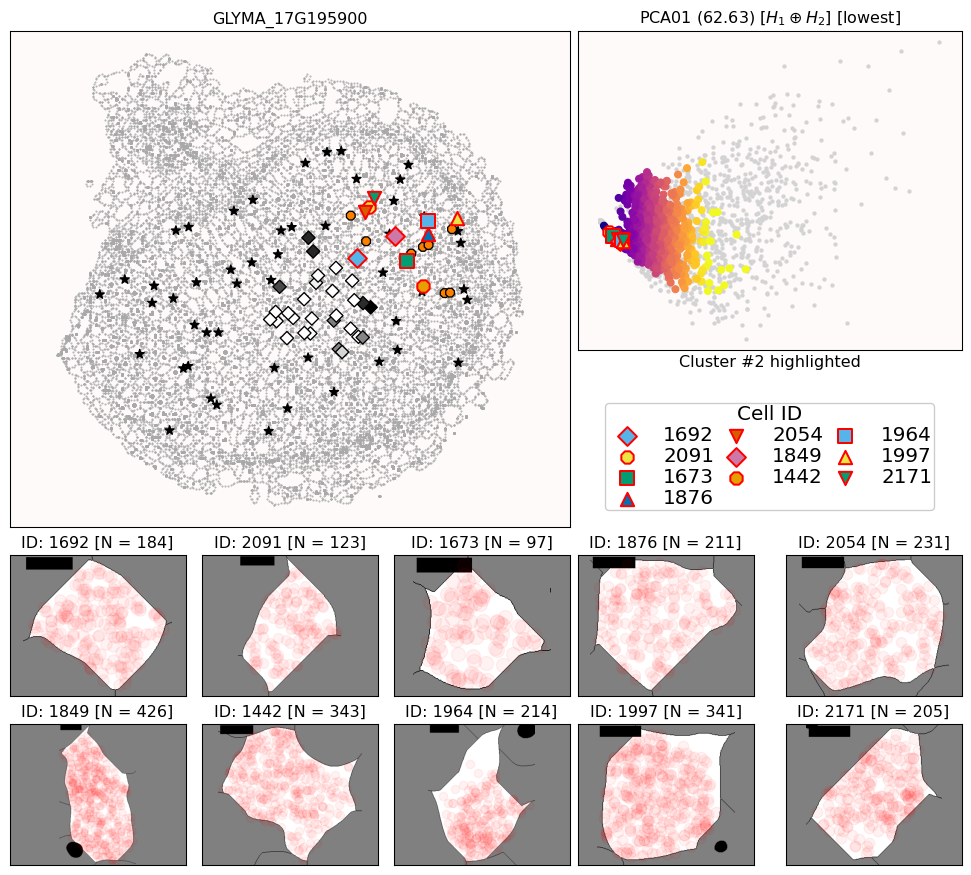 GLYMA_17G195900
PCA01 (62.63) [H₁ ⊕ H₂] [lowest]
Cluster #2 highlighted
Cell ID
1692 2054 1964
2091 1849 1997
1673 1442 2171
1876
ID: 1692 [N = 184] ID: 2091 [N = 123] ID: 1673 [N = 97] ID: 1876 [N = 211] ID: 2054 [N = 231]
ID: 1849 [N = 426] ID: 1442 [N = 343] ID: 1964 [N = 214] ID: 1997 [N = 341] ID: 2171 [N = 205]